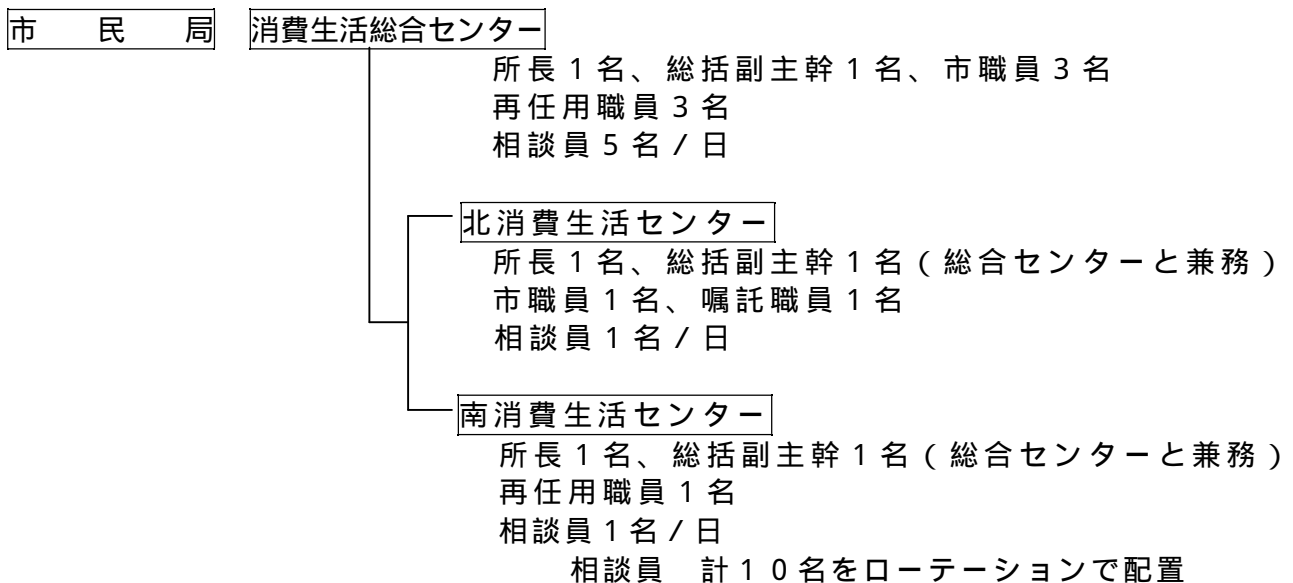 市　民　局　消費生活総合センター
所長１名、総括副主幹１名、市職員３名
再任用職員３名
相談員５名／日
北消費生活センター
所長１名、総括副主幹１名（総合センターと兼務）
市職員１名、嘱託職員１名
相談員１名／日
南消費生活センター
所長１名、総括副主幹１名（総合センターと兼務）
再任用職員１名
相談員１名／日
相談員　計１０名をローテーションで配置